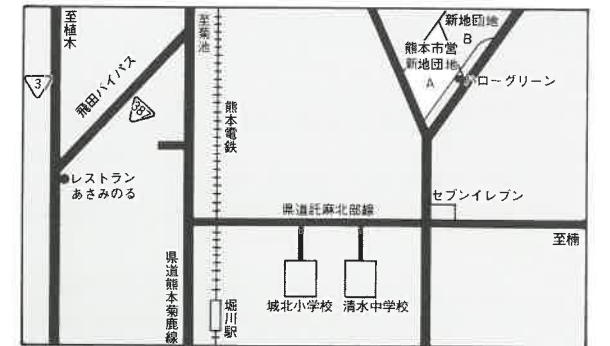 至植木
至菊池
新地団地
B
熊本市営
新地団地
A
ローグリーン
3
飛田バイパス
38
熊本電鉄
レストラン
あさみのる
セブンイレブン
県道託麻北部線
至楠
県道熊本菊鹿線
堀川駅
城北小学校
清水中学校